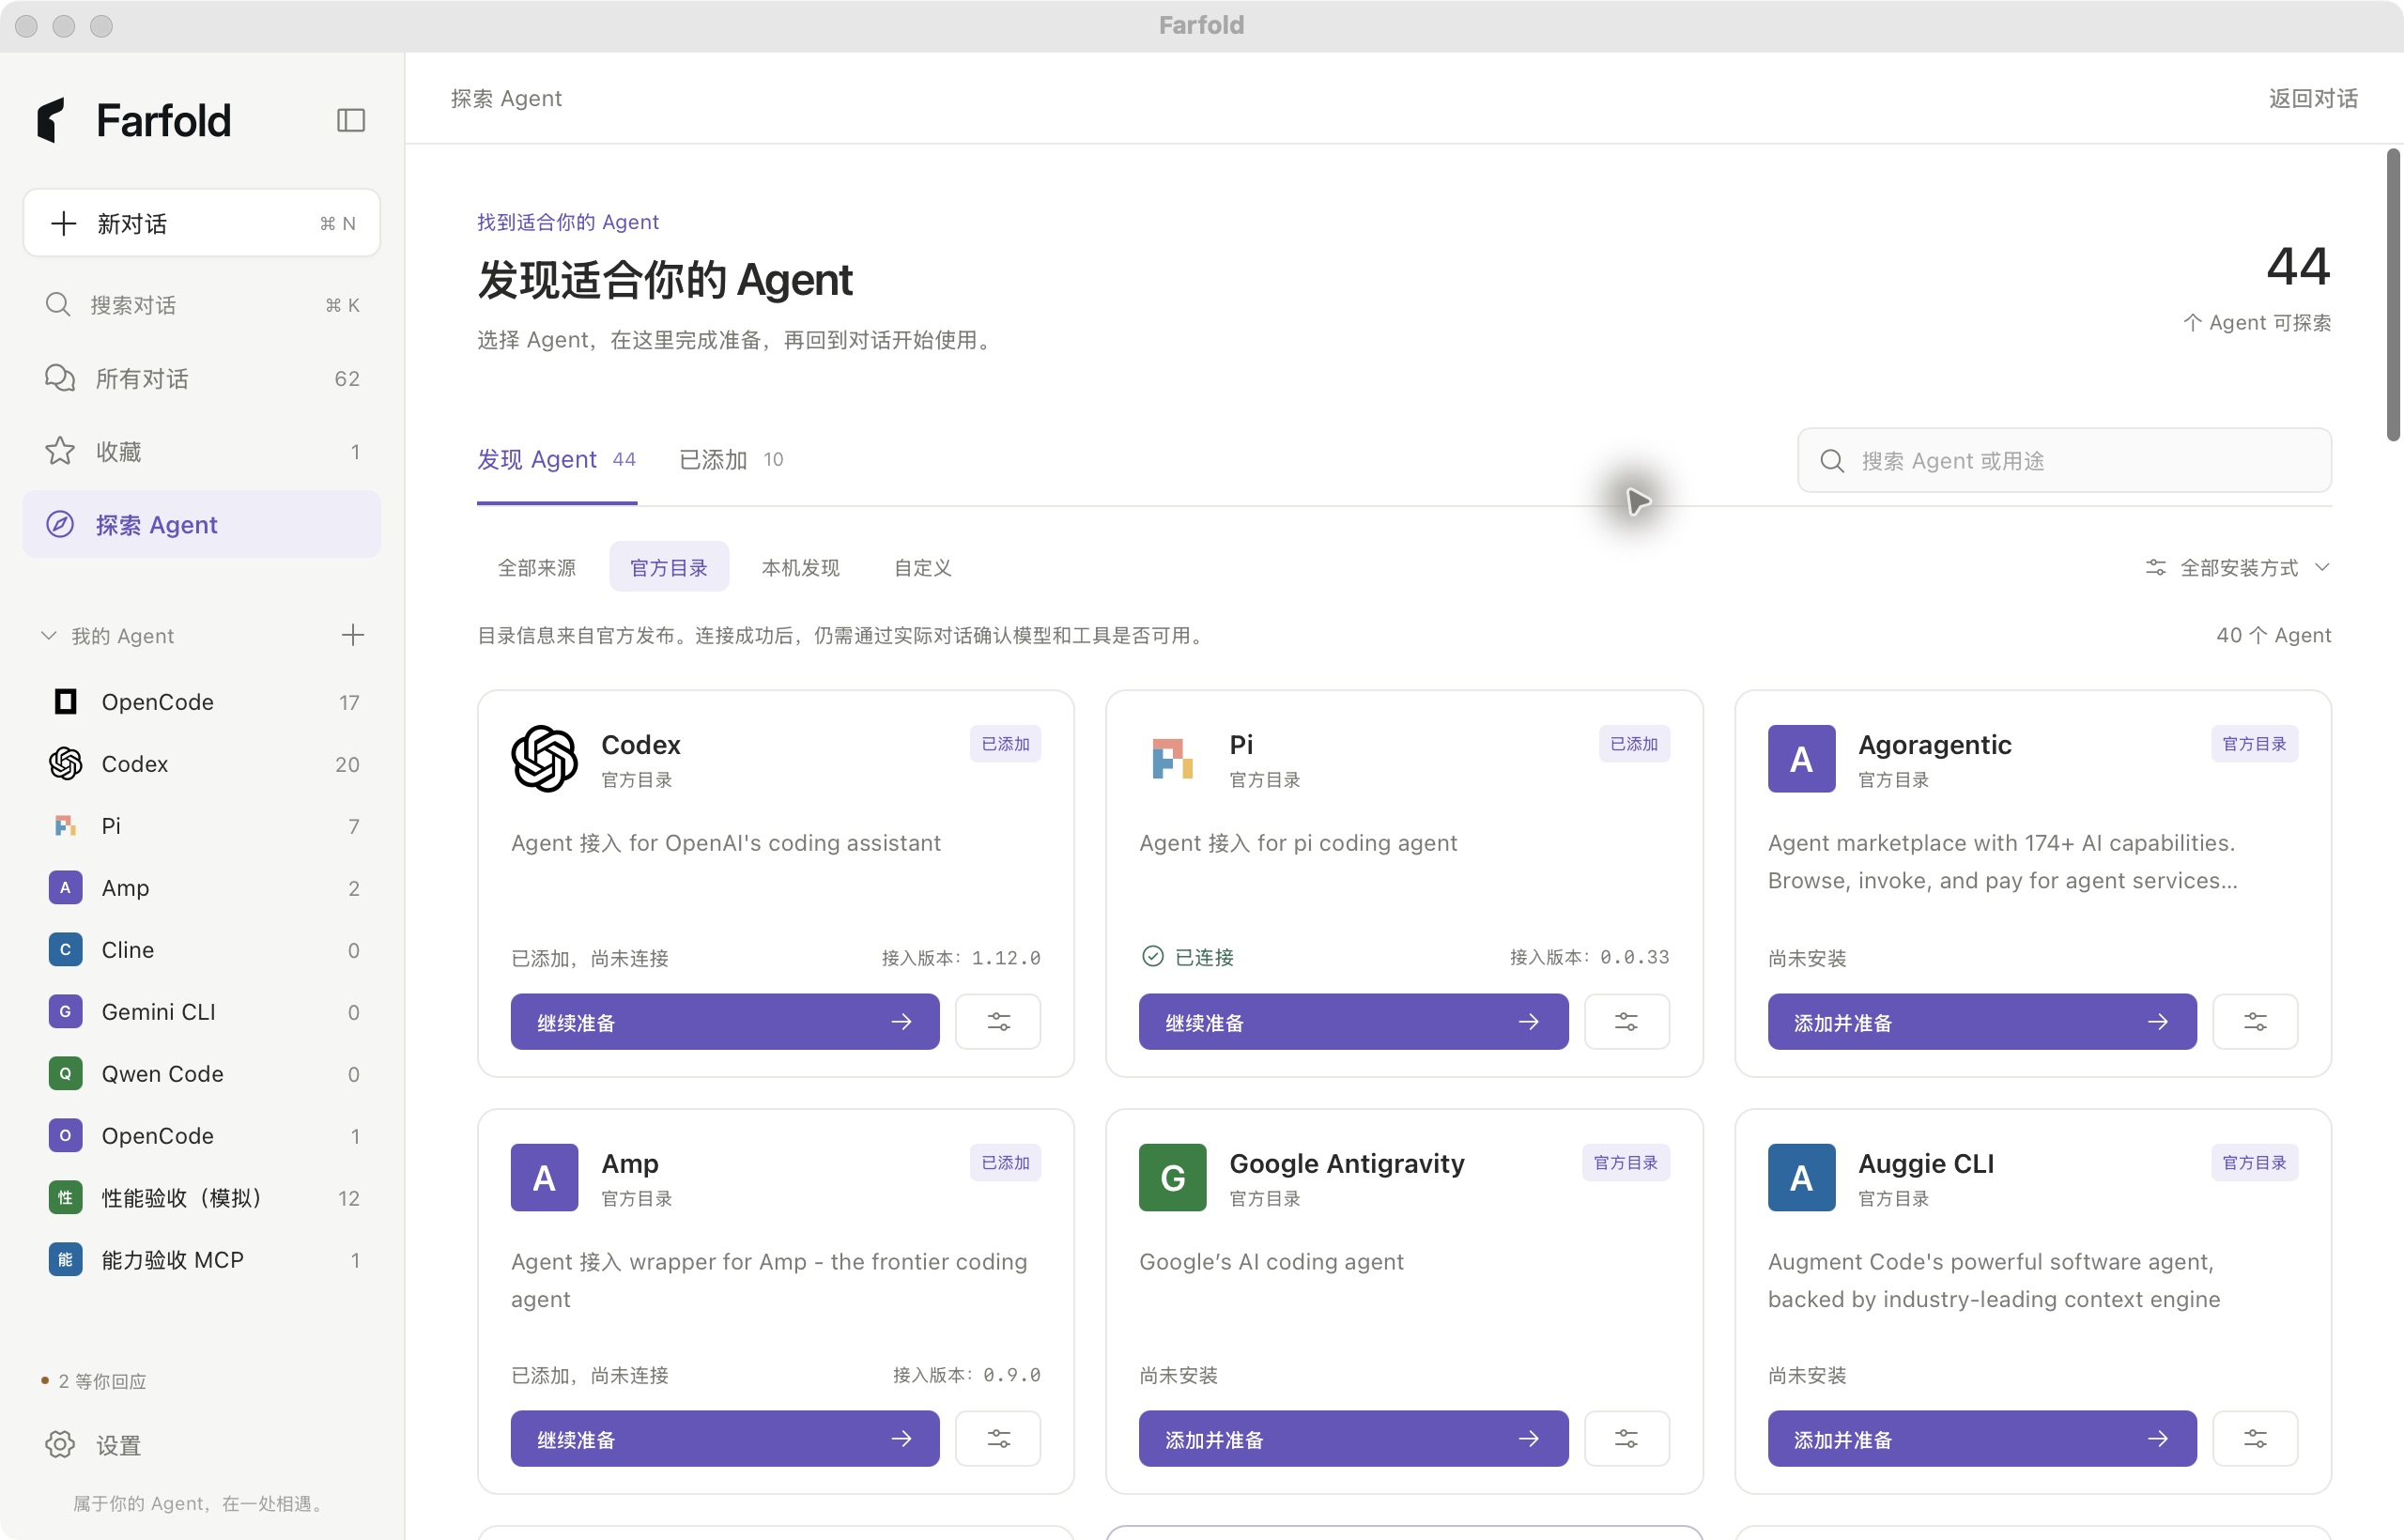 Farfold
Farfold
新对话 ⌘ N
搜索对话 ⌘ K
所有对话 62
收藏 1
探索 Agent
我的 Agent
OpenCode 17
Codex 20
Pi 7
A Amp 2
C Cline 0
G Gemini CLI 0
Q Qwen Code 0
O OpenCode 1
性 性能验收（模拟） 12
能 能力验收 MCP 1
2 等你回应
设置
属于你的 Agent，在一处相遇。
探索 Agent 返回对话
找到适合你的 Agent
发现适合你的 Agent
选择 Agent，在这里完成准备，再回到对话开始使用。
44
个 Agent 可探索
发现 Agent 44 已添加 10
搜索 Agent 或用途
全部来源 官方目录 本机发现 自定义
全部安装方式
目录信息来自官方发布。连接成功后，仍需通过实际对话确认模型和工具是否可用。
40 个 Agent
Codex 已添加
官方目录
Agent 接入 for OpenAI's coding assistant
已添加，尚未连接 接入版本：1.12.0
继续准备
Pi 已添加
官方目录
Agent 接入 for pi coding agent
已连接 接入版本：0.0.33
继续准备
A
Agoragentic 官方目录
官方目录
Agent marketplace with 174+ AI capabilities.
Browse, invoke, and pay for agent services...
尚未安装
添加并准备
A
Amp 已添加
官方目录
Agent 接入 wrapper for Amp - the frontier coding
agent
已添加，尚未连接 接入版本：0.9.0
继续准备
G
Google Antigravity 官方目录
官方目录
Google’s AI coding agent
尚未安装
添加并准备
A
Auggie CLI 官方目录
官方目录
Augment Code's powerful software agent,
backed by industry-leading context engine
尚未安装
添加并准备